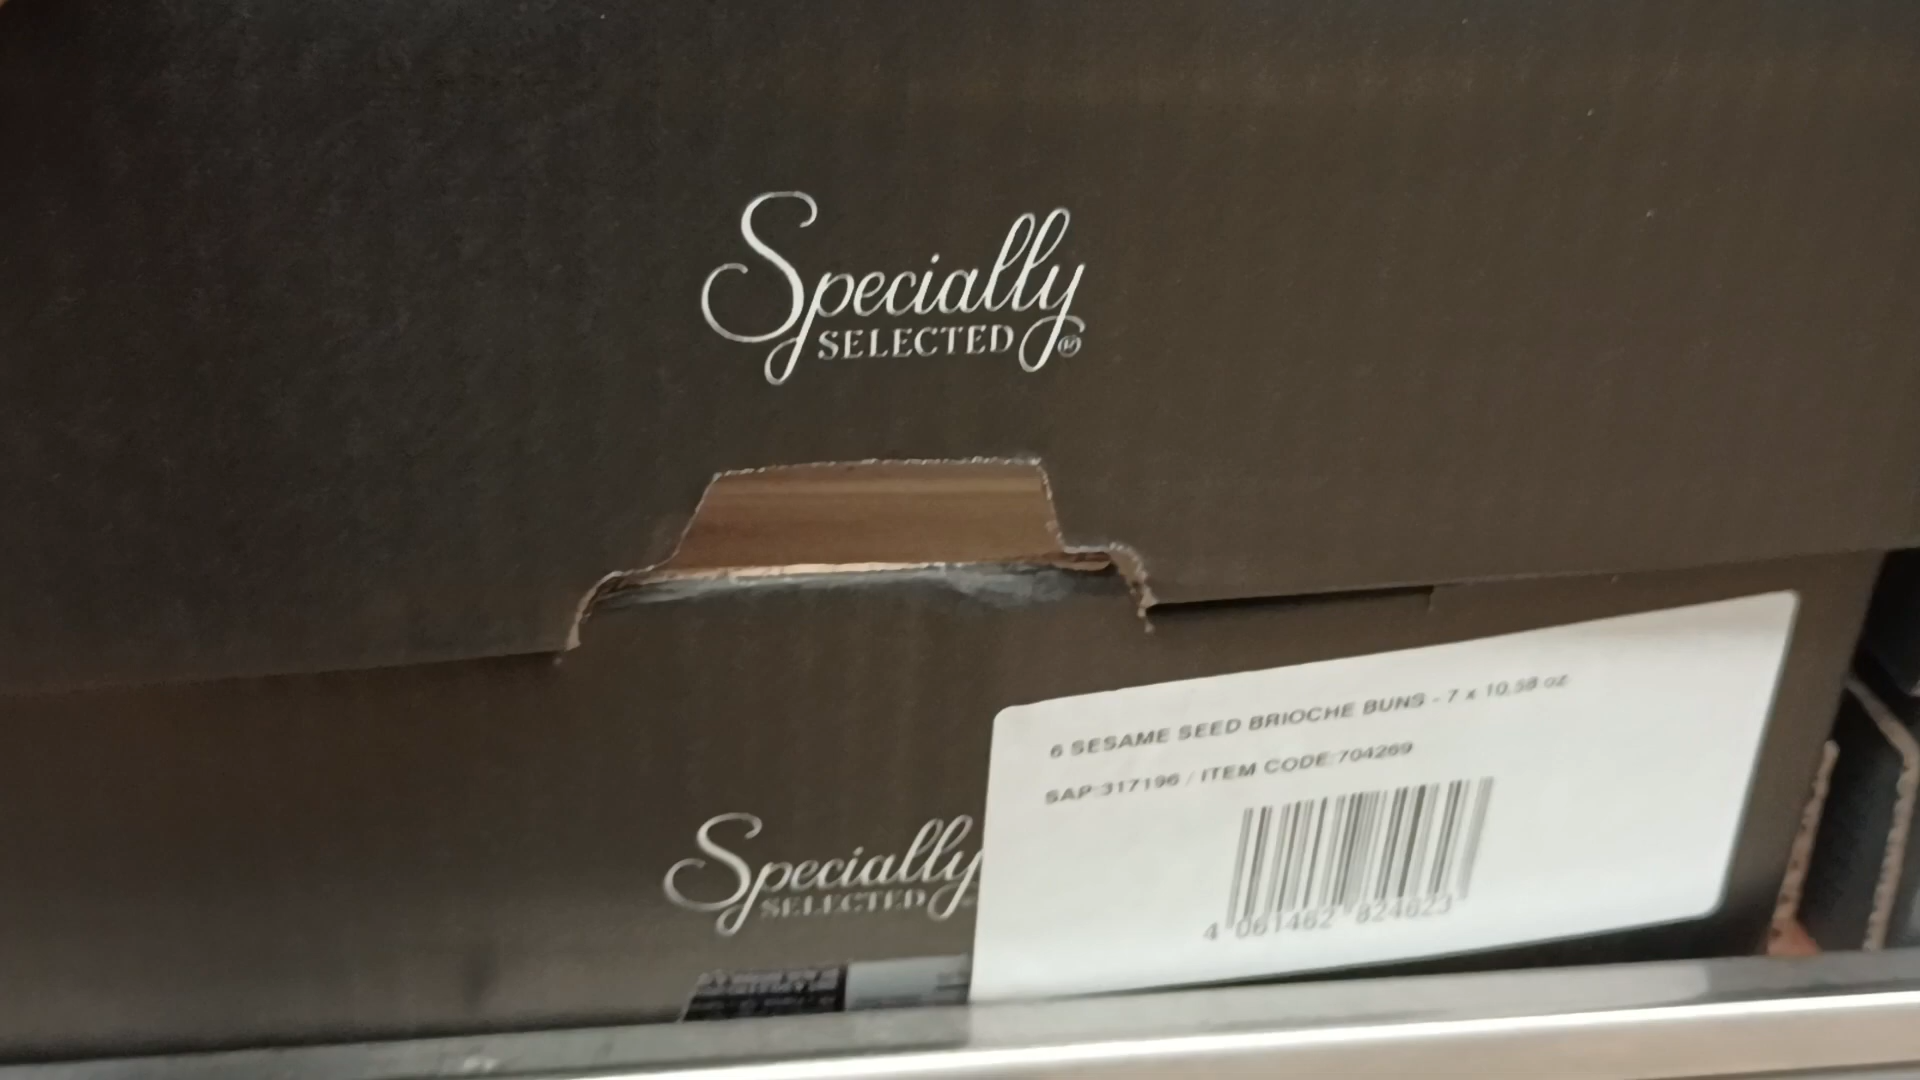 Specially
SELECTED
6 SESAME SEED BRIOCHE BUNS - 7 x 10.58 oz
SAP:317196 / ITEM CODE:704269
4 061462 824623
Specially
SELECTED